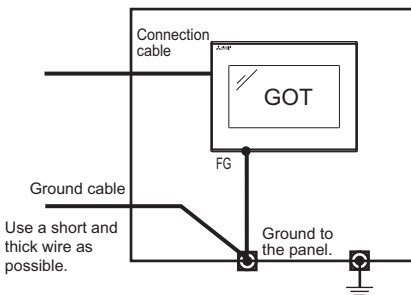 Connection
cable
GOT
FG
Ground cable
Use a short and
thick wire as
possible.
Ground to
the panel.